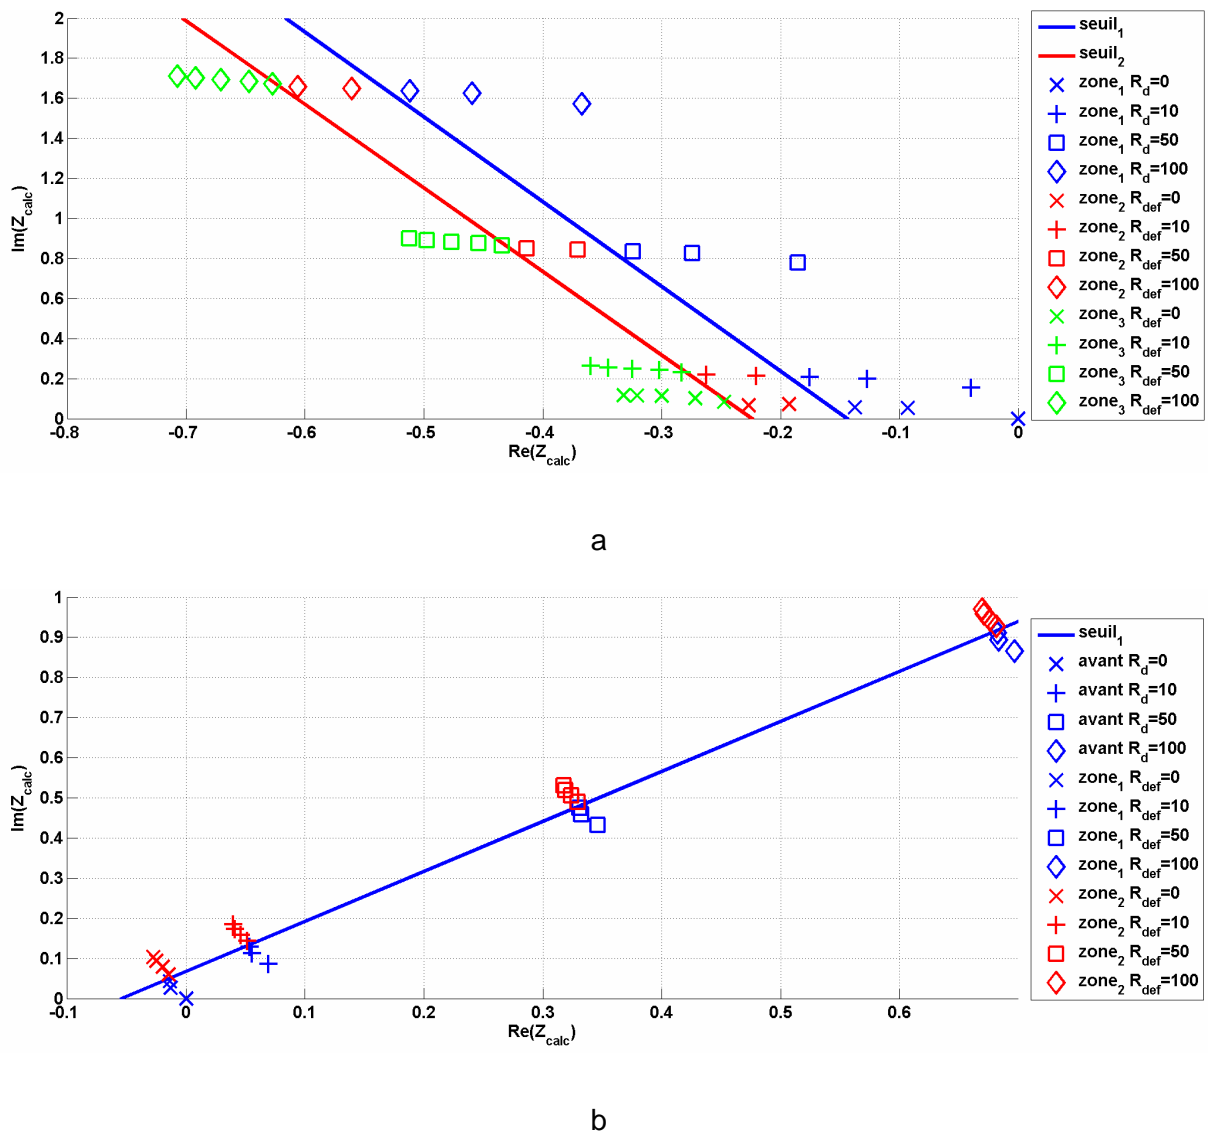 2
1.8
1.6
1.4
1.2
1
0.8
0.6
0.4
0.2
0
Im(Zcalc)
-0.8 -0.7 -0.6 -0.5 -0.4 -0.3 -0.2 -0.1 0
Re(Zcalc)
seuil1
seuil2
zone1 Rd=0
zone1 Rd=10
zone1 Rd=50
zone1 Rd=100
zone2 Rdef=0
zone2 Rdef=10
zone2 Rdef=50
zone2 Rdef=100
zone3 Rdef=0
zone3 Rdef=10
zone3 Rdef=50
zone3 Rdef=100
a
1
0.9
0.8
0.7
0.6
0.5
0.4
0.3
0.2
0.1
0
Im(Zcalc)
-0.1 0 0.1 0.2 0.3 0.4 0.5 0.6
Re(Zcalc)
seuil1
avant Rd=0
avant Rd=10
avant Rd=50
avant Rd=100
zone1 Rdef=0
zone1 Rdef=10
zone1 Rdef=50
zone1 Rdef=100
zone2 Rdef=0
zone2 Rdef=10
zone2 Rdef=50
zone2 Rdef=100
b